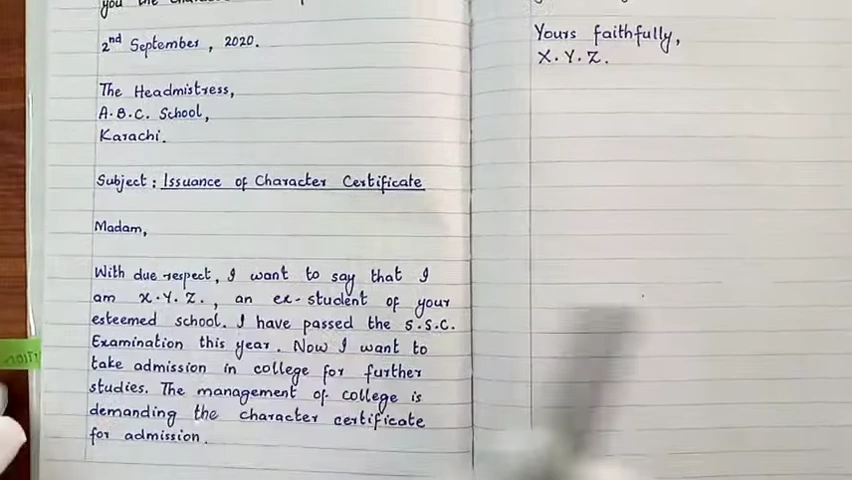 you the
2nd September, 2020.
The Headmistress,
A.B.C. School,
Karachi.
Subject: Issuance of Character Certificate
Madam,
With due respect, I want to say that I
am X.Y.Z., an ex-student of your
esteemed school. I have passed the S.S.C.
Examination this year. Now I want to
take admission in college for further
studies. The management of college is
demanding the character certificate
for admission.
Yours faithfully,
X.Y.Z.